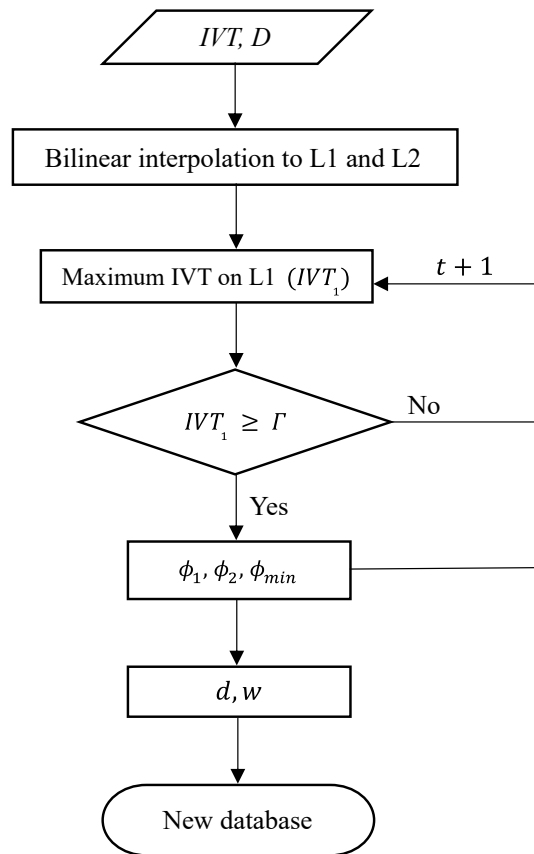 IVT, D
Bilinear interpolation to L1 and L2
Maximum IVT on L1 (IVT₁)
t + 1
IVT₁ ≥ Γ
No
Yes
ϕ₁, ϕ₂, ϕₘᵢₙ
d, w
New database